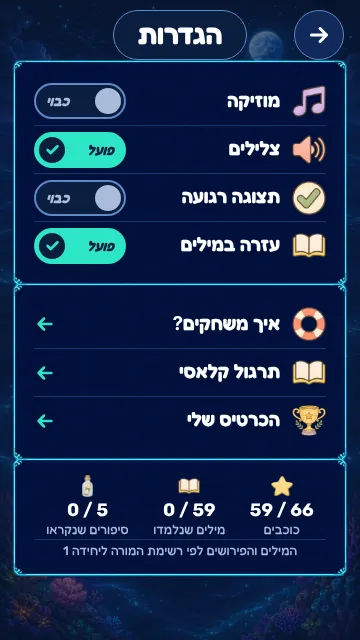 הגדרות
מוזיקה
כבוי
צלילים
פועל
תצוגה רגועה
כבוי
עזרה במילים
פועל
איך משחקים?
תרגול קלאסי
הכרטיס שלי
59 / 66
0 / 59
0 / 5
כוכבים
מילים שנלמדו
סיפורים שנקראו
המילים והפירושים לפי רשימת המורה ליחידה 1